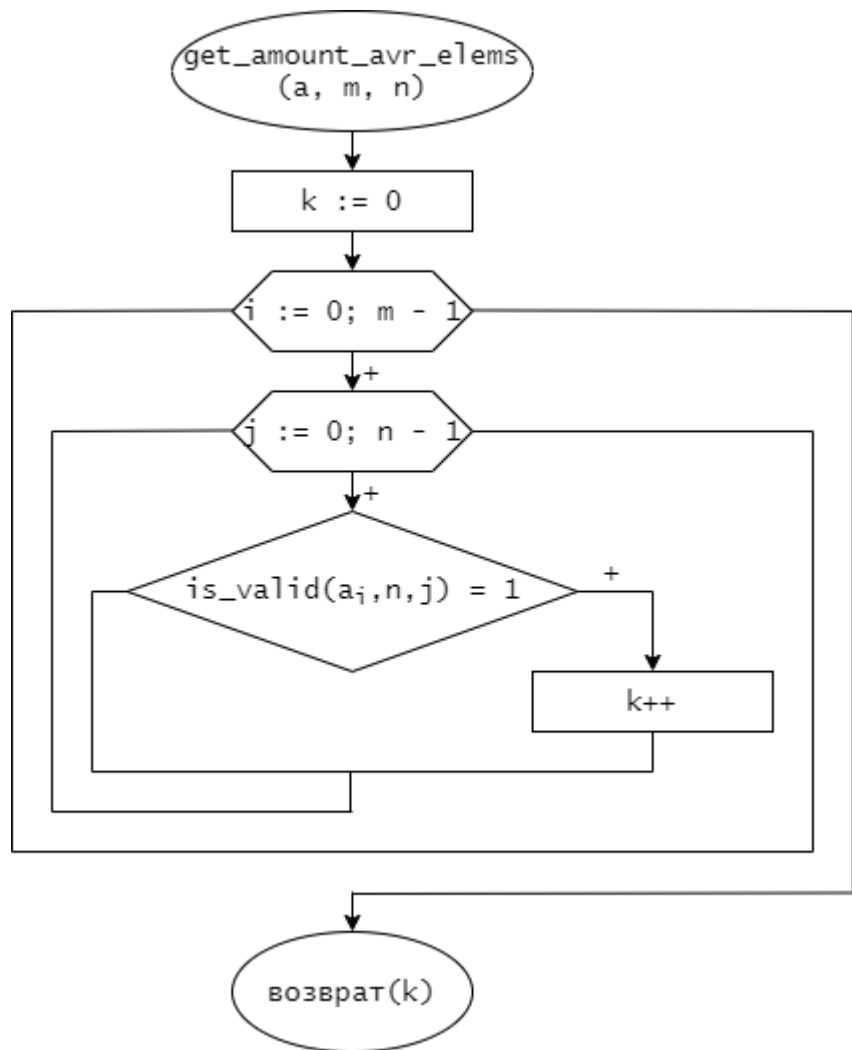 get_amount_avr_elems
(a, m, n)
k := 0
i := 0; m - 1
+
j := 0; n - 1
+
is_valid(aᵢ,n,j) = 1
+
k++
возврат(k)